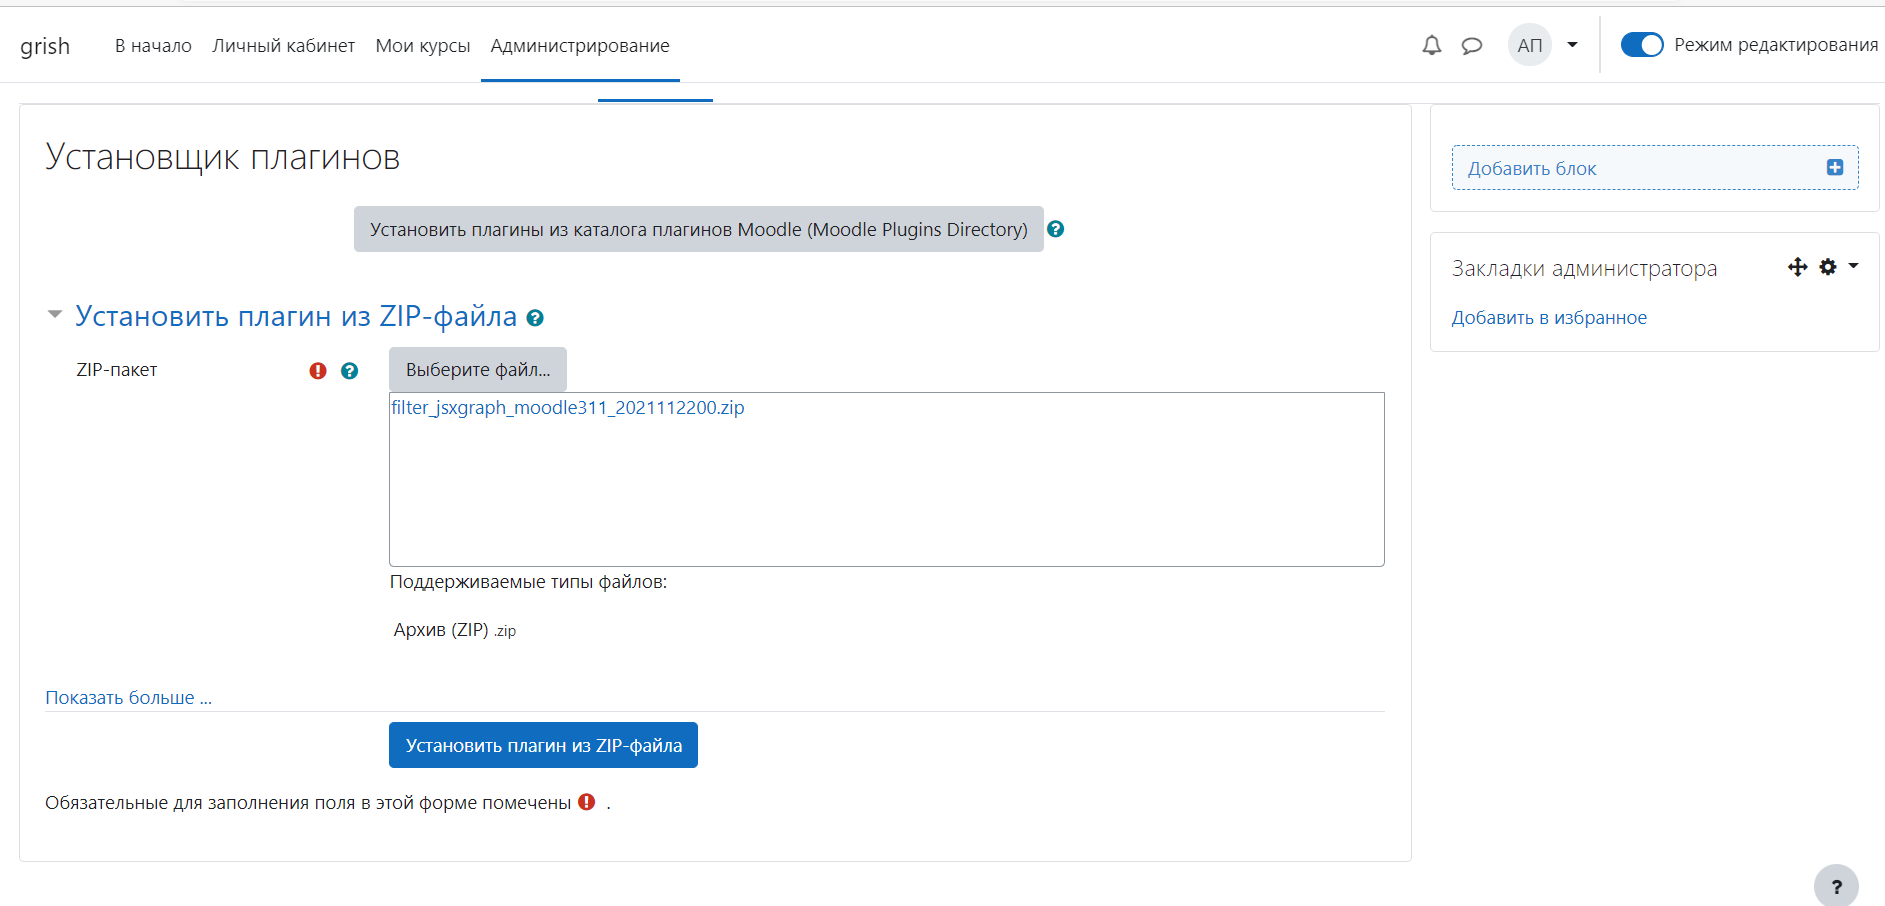 grish
В начало
Личный кабинет
Мои курсы
Администрирование
АП
Режим редактирования
Установщик плагинов
Установить плагины из каталога плагинов Moodle (Moodle Plugins Directory)
Установить плагин из ZIP-файла
ZIP-пакет
Выберите файл...
filter_jsxgraph_moodle311_2021112200.zip
Поддерживаемые типы файлов:
Архив (ZIP) .zip
Показать больше ...
Установить плагин из ZIP-файла
Обязательные для заполнения поля в этой форме помечены .
Добавить блок
Закладки администратора
Добавить в избранное
?